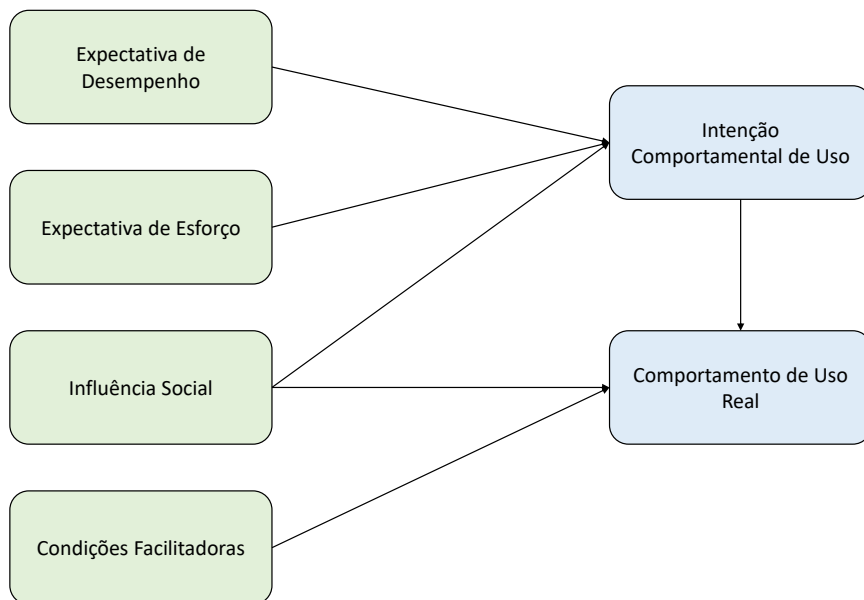 Expectativa de
Desempenho
Intenção
Comportamental de Uso
Expectativa de Esforço
Influência Social
Comportamento de Uso
Real
Condições Facilitadoras